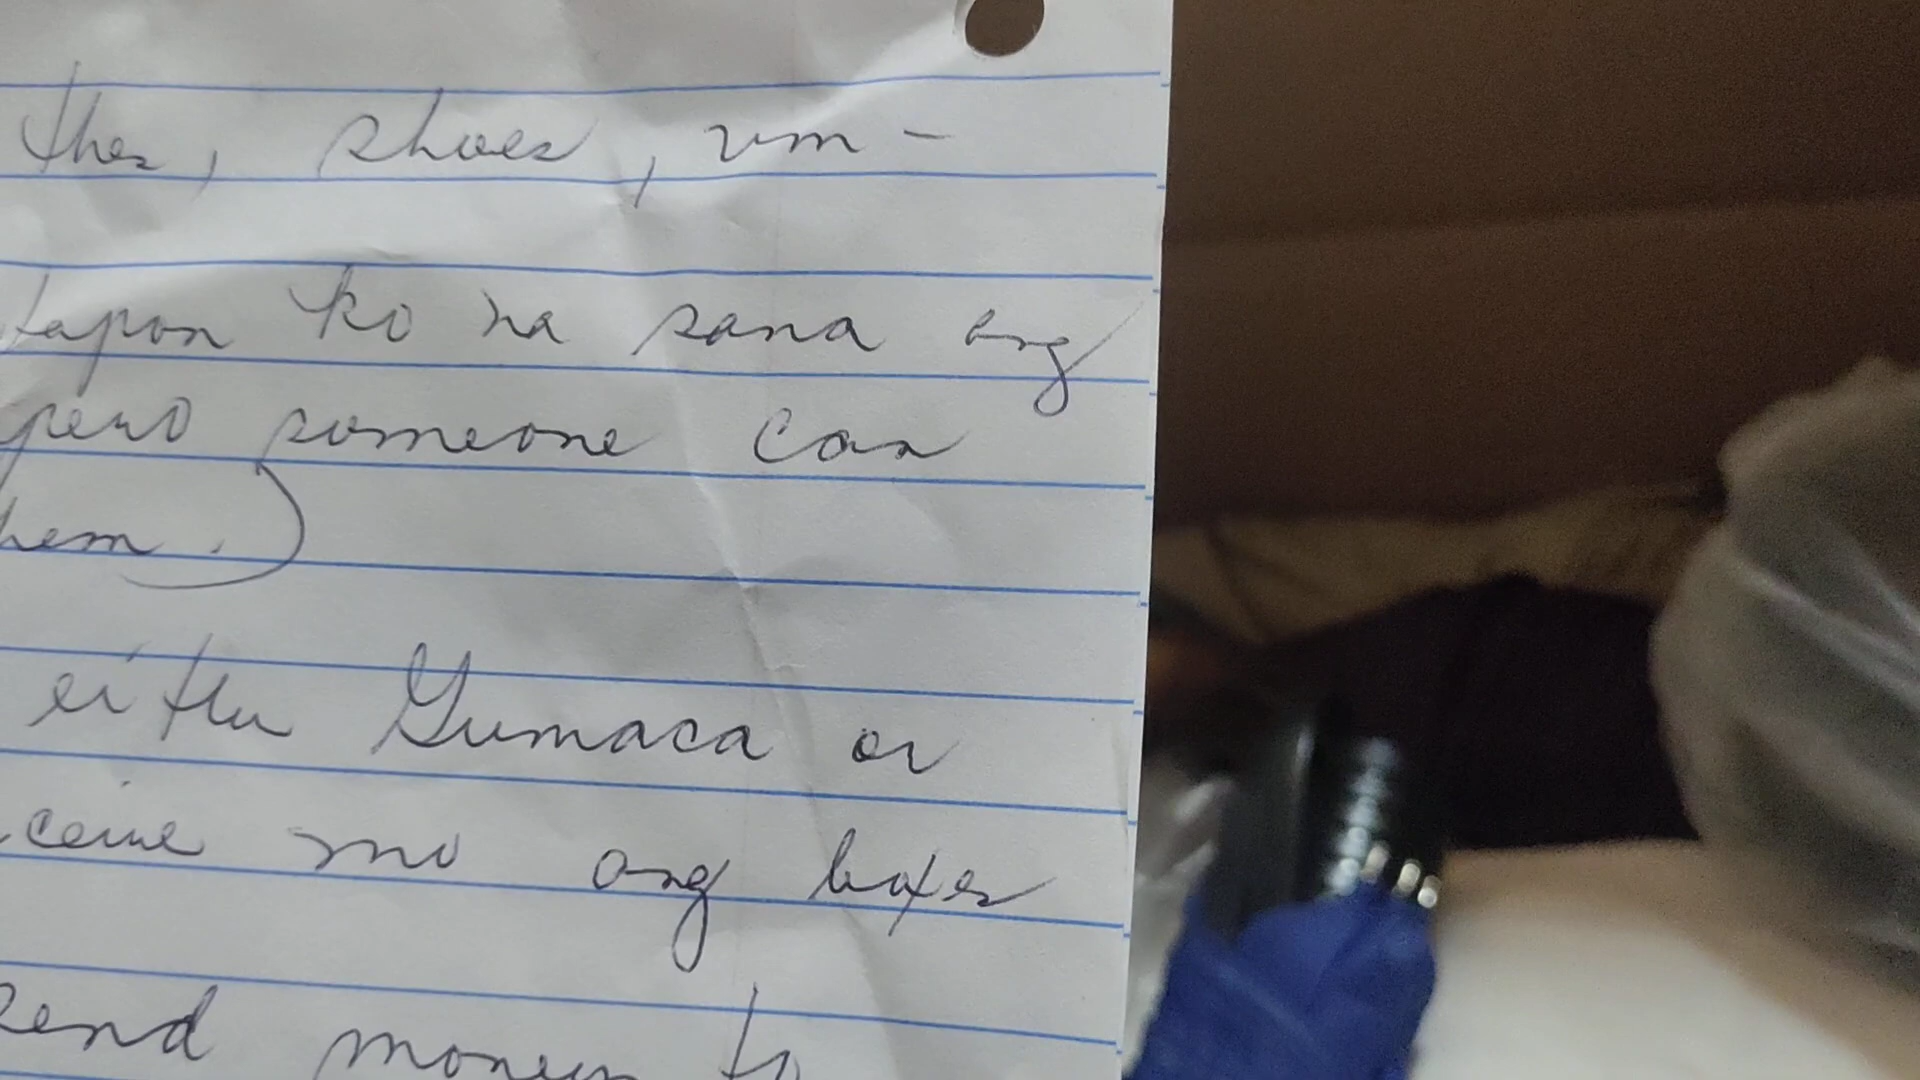 thes, shoes, um-
tapon ko na sana ang
pero someone can
hem.)
either Gumaca or
ceive mo ang boxes
send money to